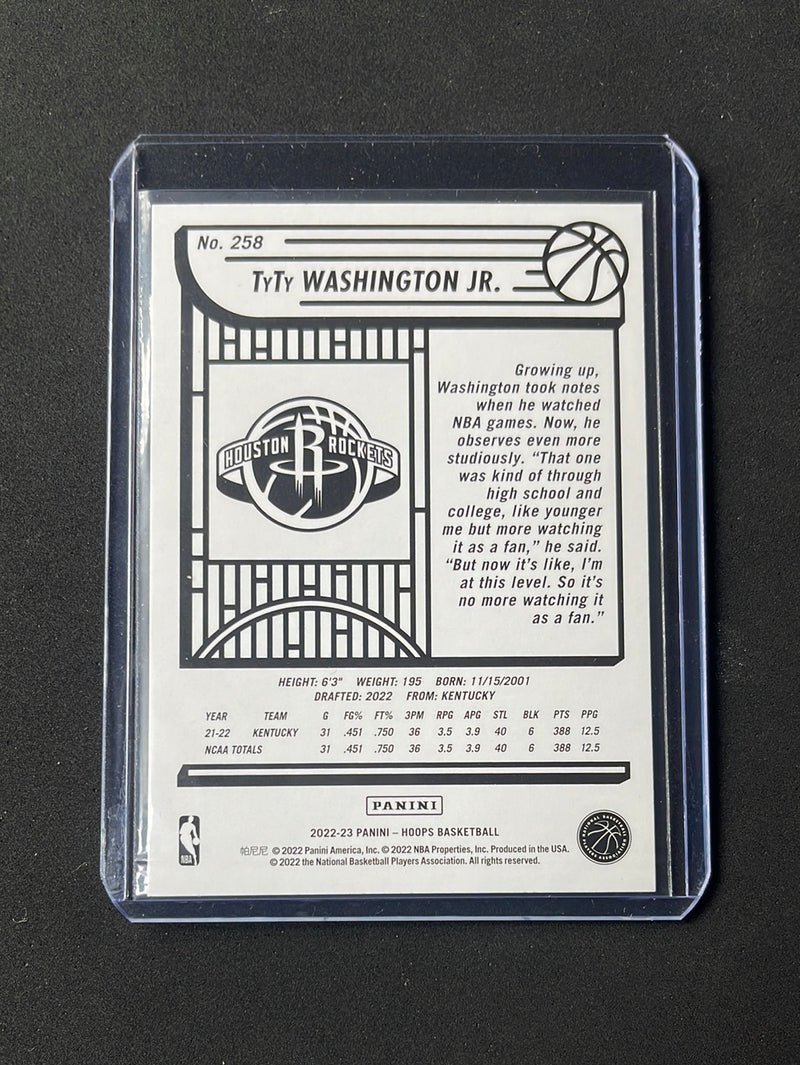 No. 258
TyTy WASHINGTON JR.
HOUSTON R ROCKETS
Growing up,
Washington took notes
when he watched
NBA games. Now, he
observes even more
studiously. “That one
was kind of through
high school and
college, like younger
me but more watching
it as a fan,” he said.
“But now it’s like, I’m
at this level. So it’s
no more watching it
as a fan.”
HEIGHT: 6'3" WEIGHT: 195 BORN: 11/15/2001
DRAFTED: 2022 FROM: KENTUCKY
YEAR TEAM G FG% FT% 3PM RPG APG STL BLK PTS PPG
21-22 KENTUCKY 31 .451 .750 36 3.5 3.9 40 6 388 12.5
NCAA TOTALS 31 .451 .750 36 3.5 3.9 40 6 388 12.5
PANINI
2022-23 PANINI – HOOPS BASKETBALL
帕尼尼 © 2022 Panini America, Inc. © 2022 NBA Properties, Inc. Produced in the USA.
© 2022 the National Basketball Players Association. All rights reserved.
NBA
NATIONAL BASKETBALL PLAYERS ASSOCIATION